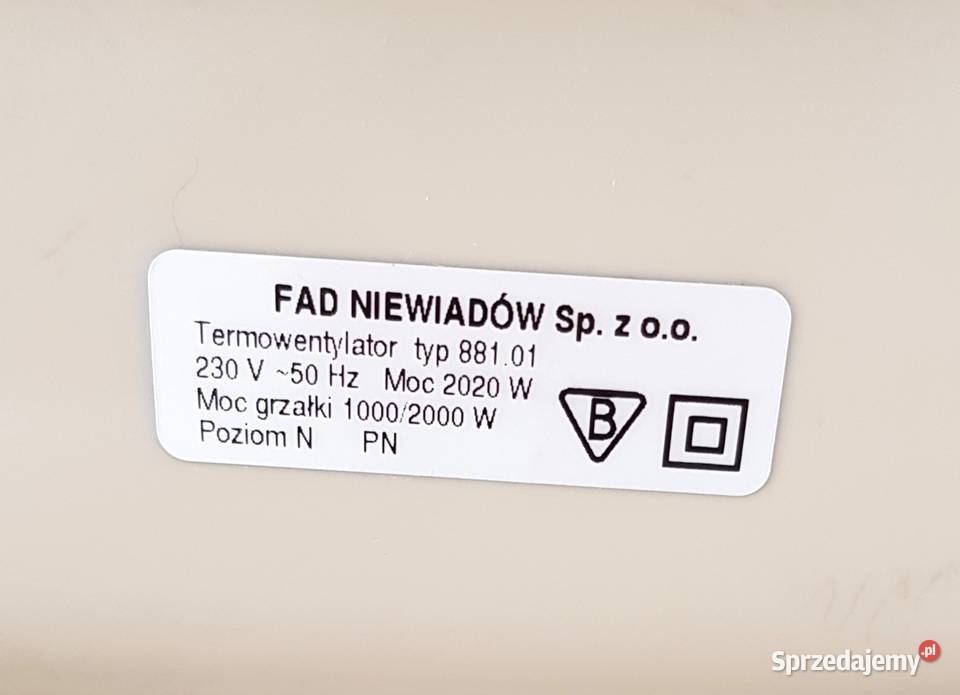 FAD NIEWIADÓW Sp. z o.o.
Termowentylator typ 881.01
230 V ~50 Hz Moc 2020 W
Moc grzałki 1000/2000 W
Poziom N PN
B
Sprzedajemy.pl